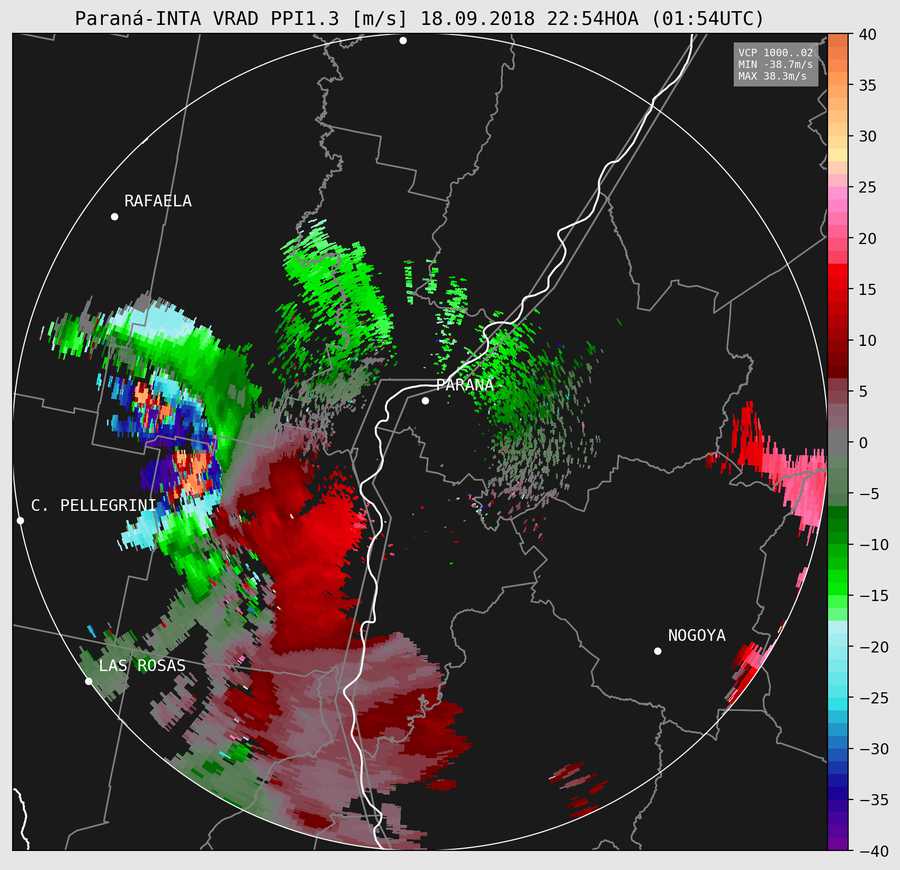 Paraná-INTA VRAD PPI1.3 [m/s] 18.09.2018 22:54HOA (01:54UTC)
VCP 1000..02
MIN -38.7m/s
MAX 38.3m/s
40
35
30
25
20
15
10
5
0
−5
−10
−15
−20
−25
−30
−35
−40
RAFAELA
PARANA
C. PELLEGRINI
NOGOYA
LAS ROSAS